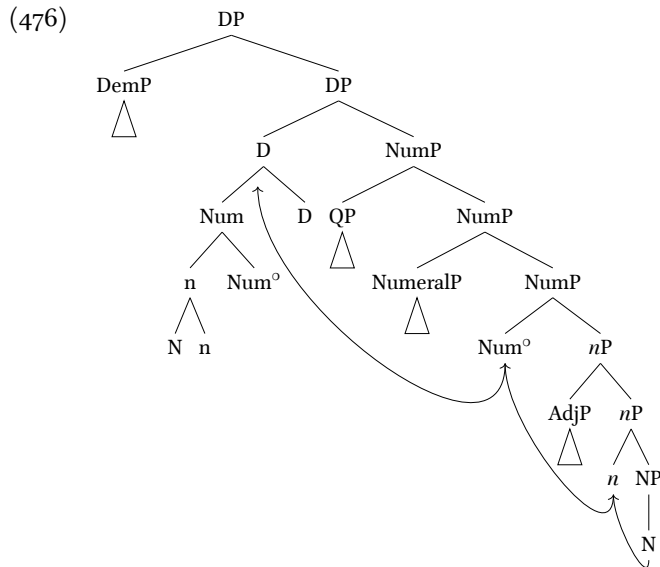 (476)
DP
DemP DP
D NumP
Num D QP NumP
n Num° NumeralP NumP
N n Num° nP
AdjP nP
n NP
N